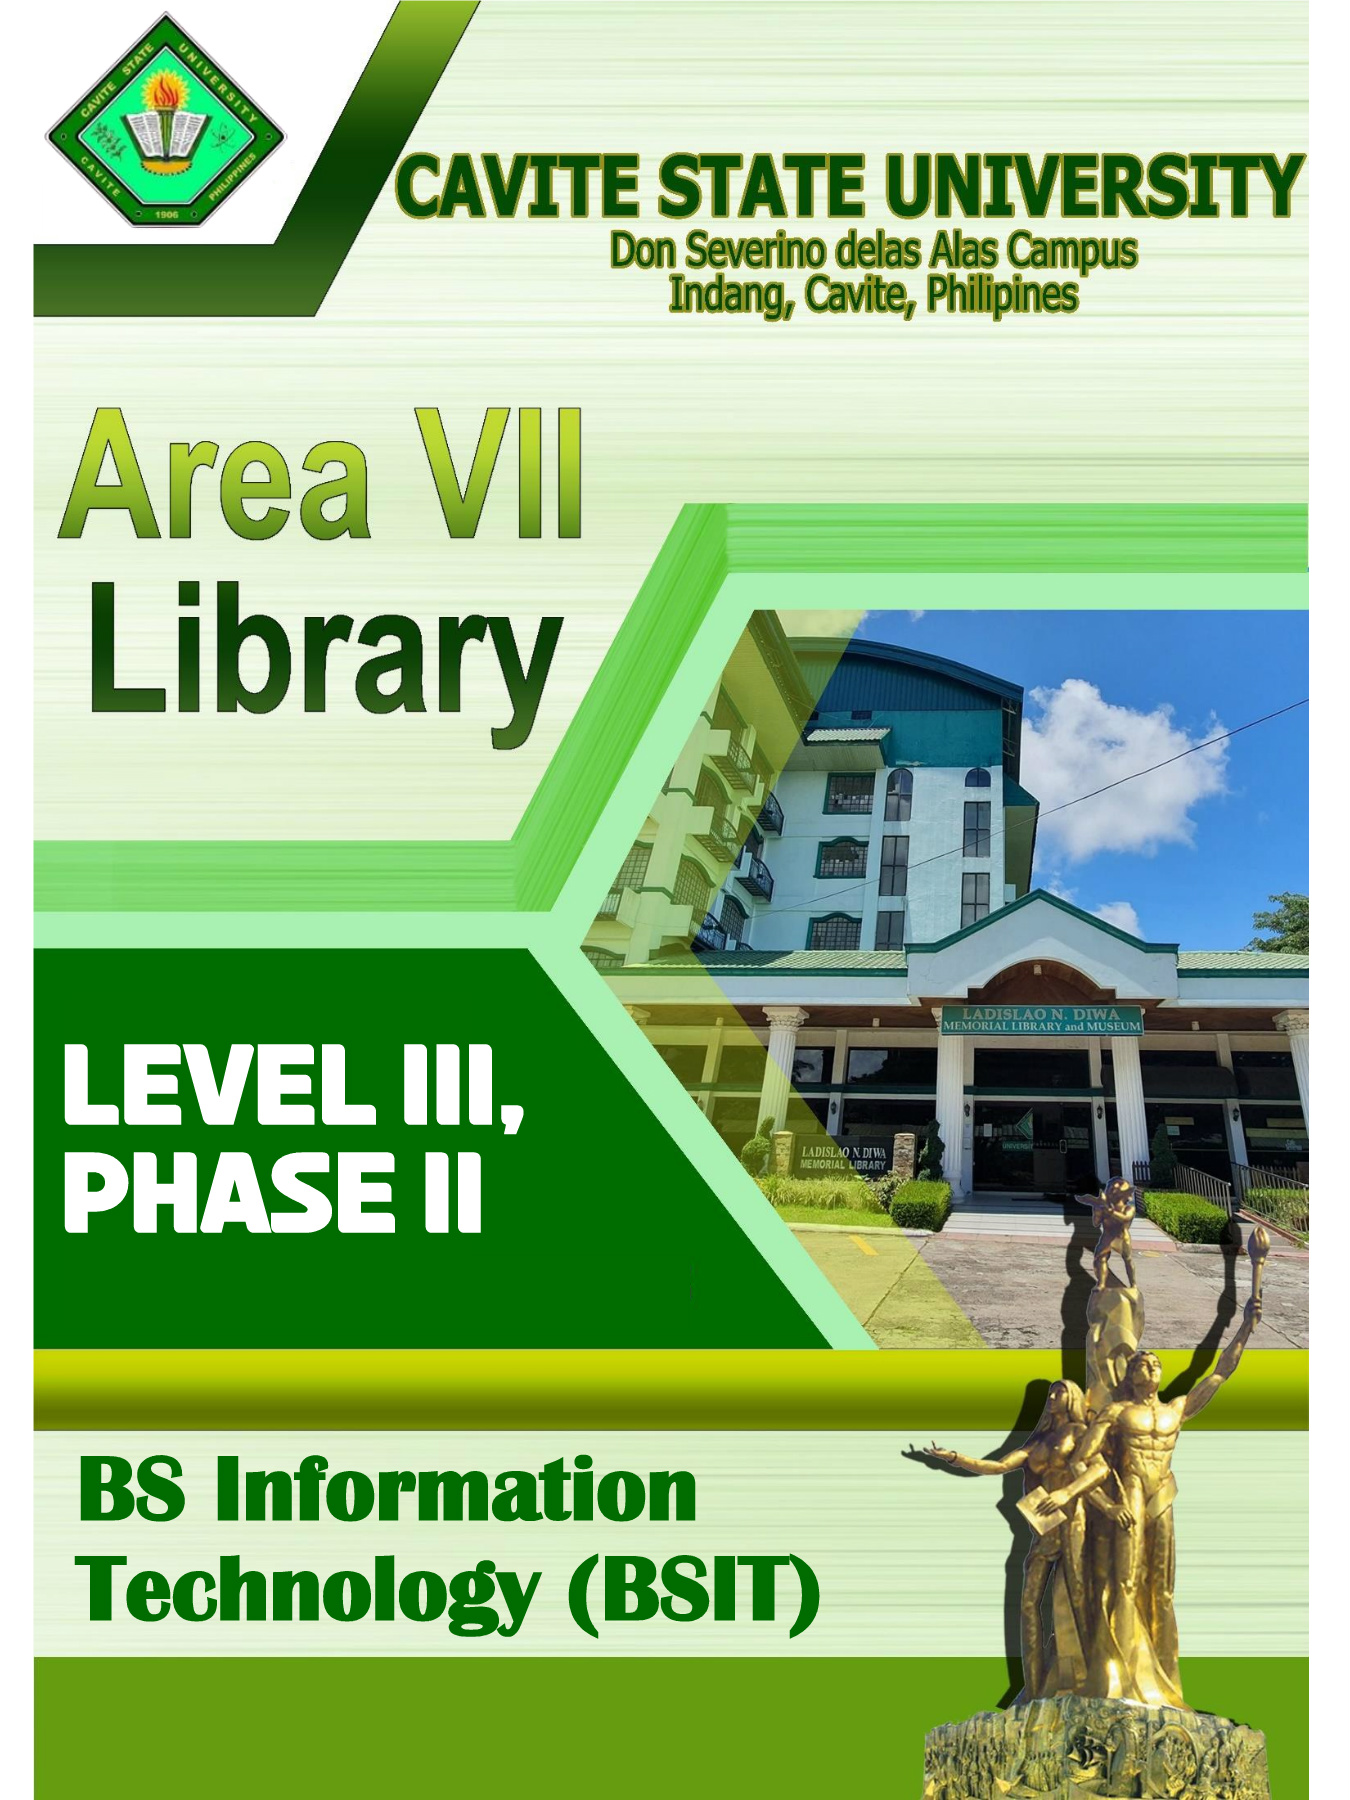 CAVITE STATE UNIVERSITY
CAVITE PHILIPPINES
1906
CAVITE STATE UNIVERSITY
Don Severino delas Alas Campus
Indang, Cavite, Philipines
Area VII
Library
LADISLAO N. DIWA
MEMORIAL LIBRARY and MUSEUM
UNIVERSITY
LADISLAO N. DIWA
MEMORIAL LIBRARY
LEVEL III,
PHASE II
BS Information
Technology (BSIT)